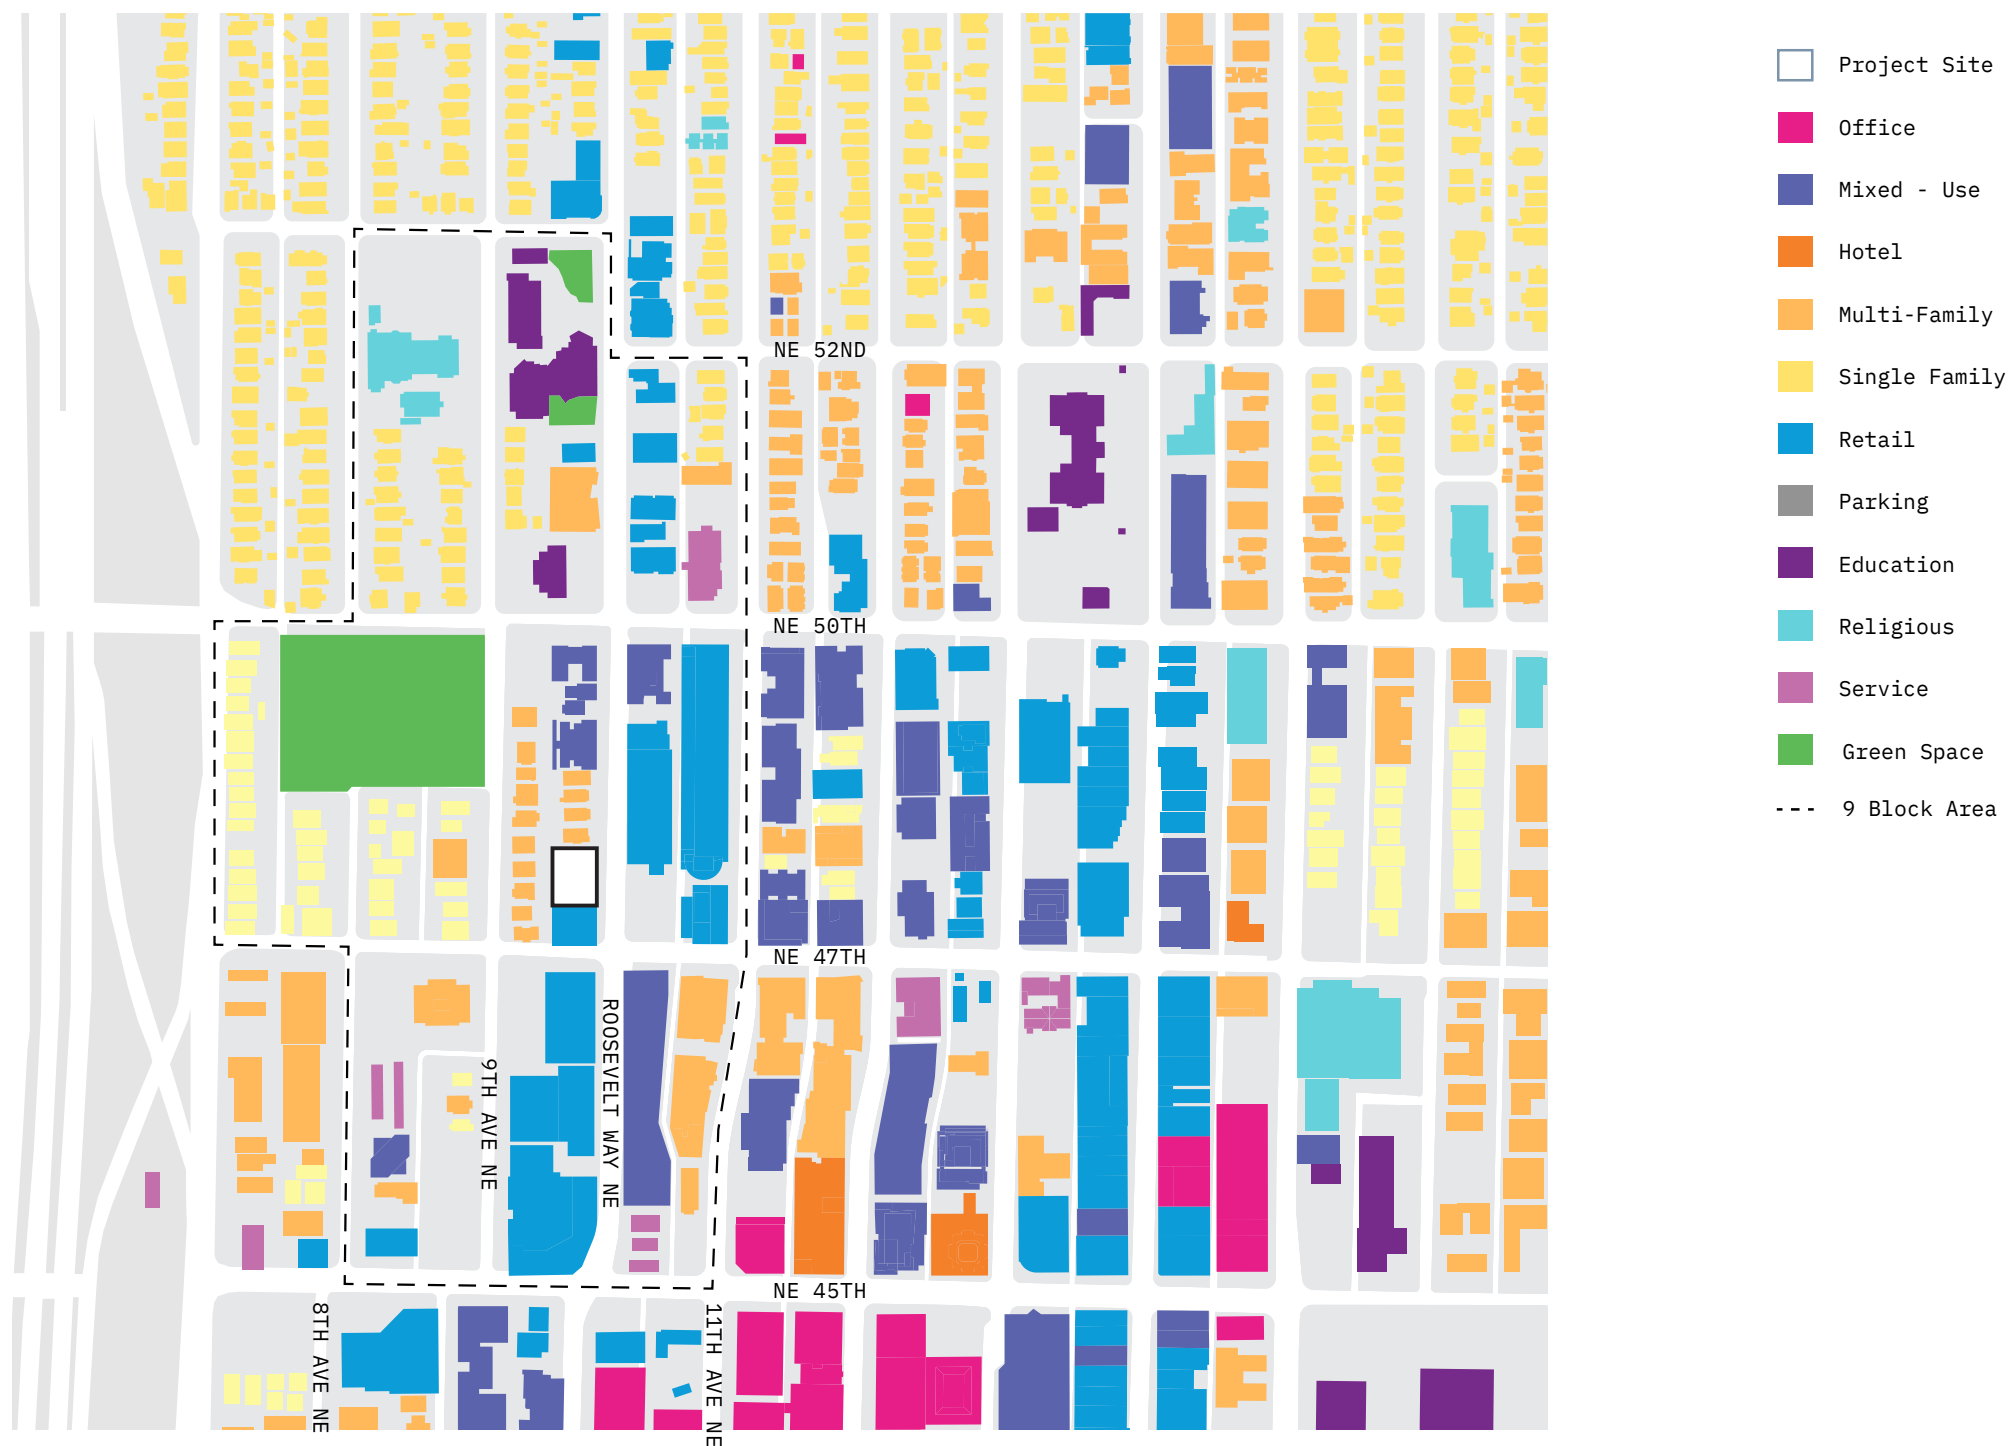 NE 52ND
NE 50TH
NE 47TH
ROOSEVELT WAY NE
9TH AVE NE
NE 45TH
8TH AVE NE
11TH AVE NE
Project Site
Office
Mixed - Use
Hotel
Multi-Family
Single Family
Retail
Parking
Education
Religious
Service
Green Space
9 Block Area